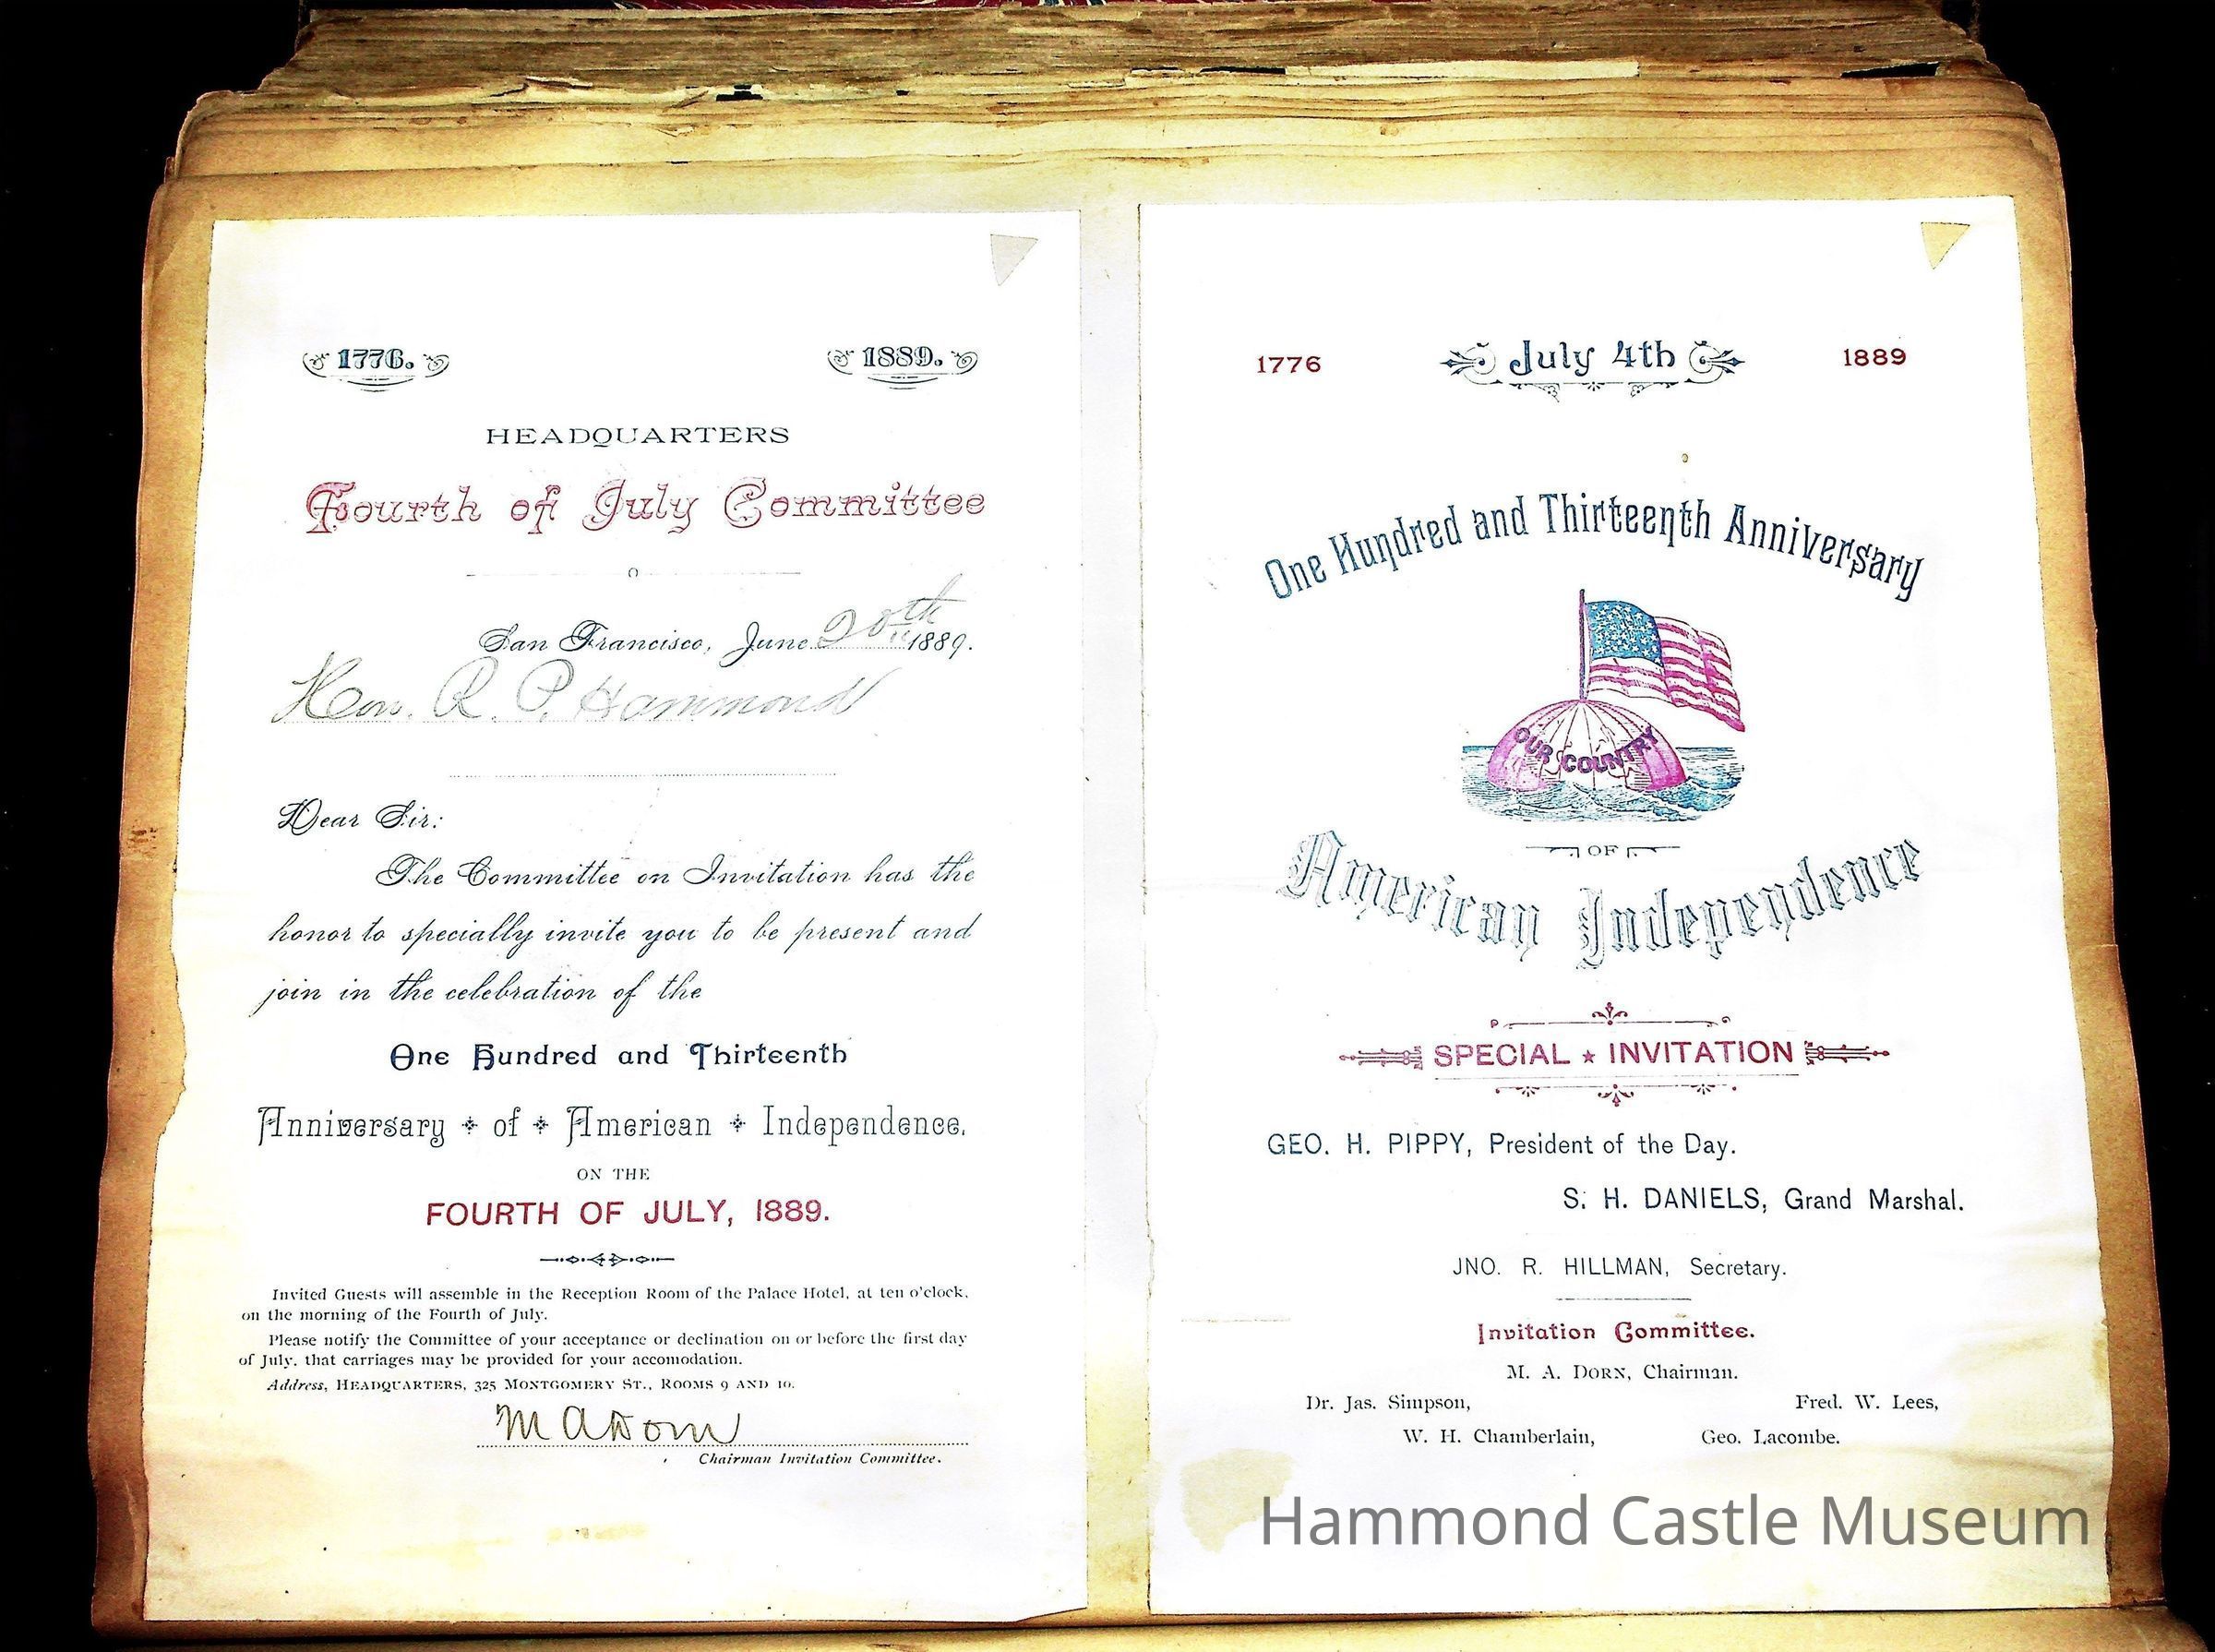 1776. 1889.
HEADQUARTERS
Fourth of July Committee
San Francisco, June 20th 1889.
Hon. R. P. Hammond
Dear Sir:
The Committee on Invitation has the
honor to specially invite you to be present and
join in the celebration of the
One Hundred and Thirteenth
Anniversary of American Independence.
ON THE
FOURTH OF JULY, 1889.
Invited Guests will assemble in the Reception Room of the Palace Hotel, at ten o'clock,
on the morning of the Fourth of July.
Please notify the Committee of your acceptance or declination on or before the first day
of July, that carriages may be provided for your accomodation.
Address, HEADQUARTERS, 325 MONTGOMERY ST., ROOMS 9 AND 10.
M A Dorn
Chairman Invitation Committee.
1776 July 4th 1889
One Hundred and Thirteenth Anniversary
OUR COUNTRY
OF
American Independence
SPECIAL ★ INVITATION
GEO. H. PIPPY, President of the Day.
S. H. DANIELS, Grand Marshal.
JNO. R. HILLMAN, Secretary.
Invitation Committee.
M. A. DORN, Chairman.
Dr. Jas. Simpson, Fred. W. Lees,
W. H. Chamberlain, Geo. Lacombe.
Hammond Castle Museum